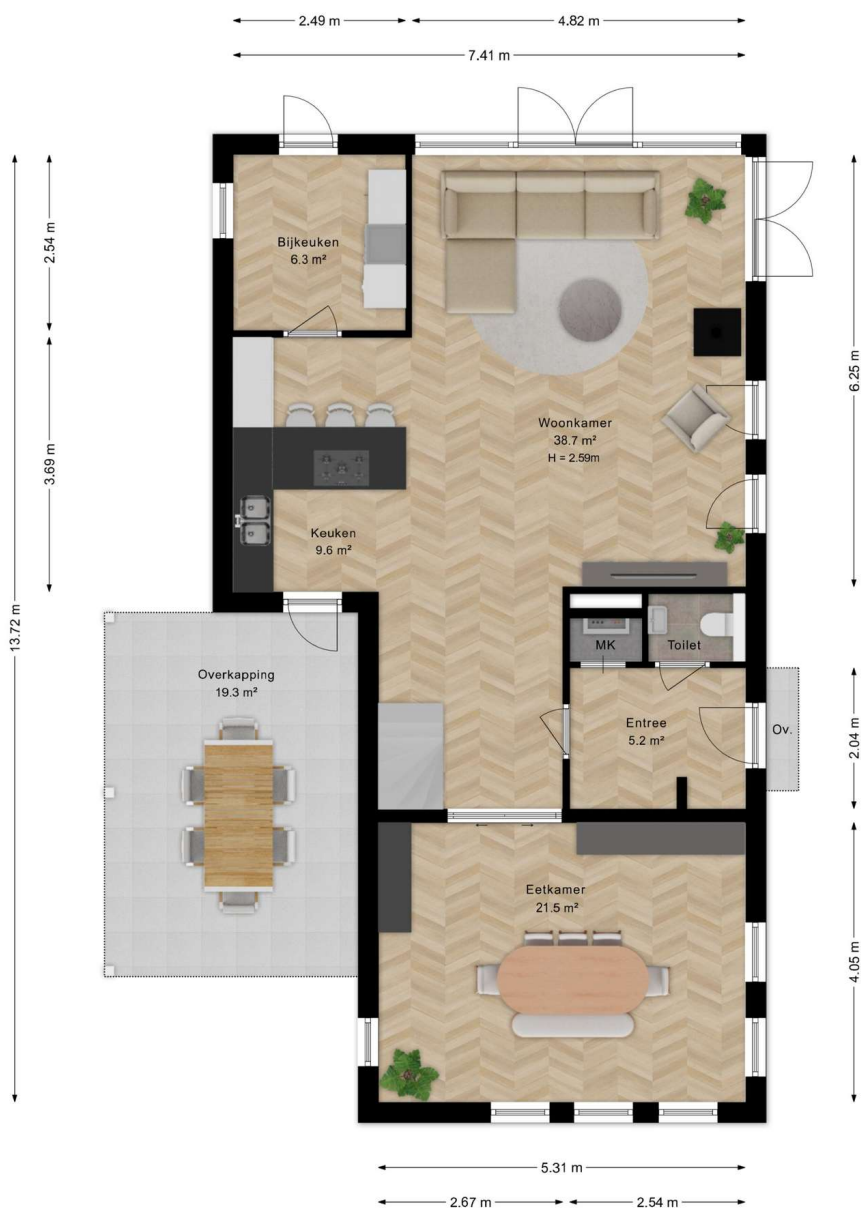 2.49 m
4.82 m
7.41 m
2.54 m
Bijkeuken
6.3 m²
6.25 m
3.69 m
Woonkamer
38.7 m²
H = 2.59m
Keuken
9.6 m²
13.72 m
MK
Toilet
Overkapping
19.3 m²
Entree
5.2 m²
Ov.
2.04 m
Eetkamer
21.5 m²
4.05 m
5.31 m
2.67 m
2.54 m